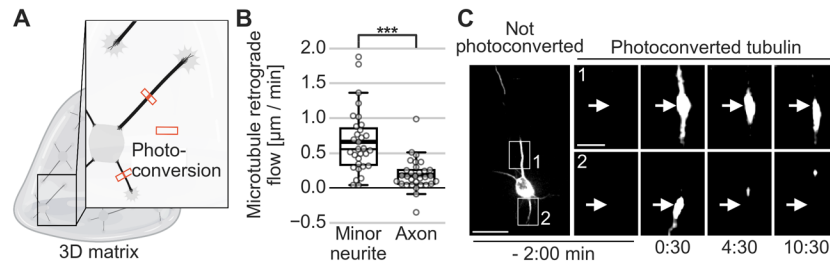 A
Photo-
conversion
3D matrix
B
Microtubule retrograde
flow [µm / min]
***
2.0
1.5
1.0
0.5
0.0
−0.5
Minor
neurite
Axon
C
Not
photoconverted
Photoconverted tubulin
1
2
1
2
- 2:00 min
0:30
4:30
10:30